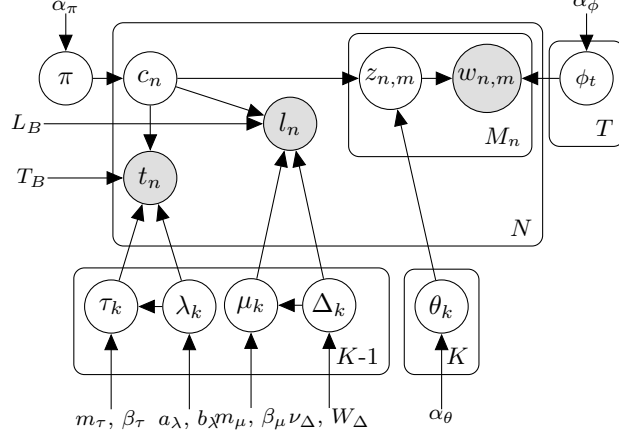 α_π
α_ϕ
π
c_n
z_{n,m}
w_{n,m}
ϕ_t
L_B
l_n
M_n
T
T_B
t_n
N
τ_k
λ_k
μ_k
Δ_k
θ_k
K-1
K
m_τ, β_τ a_λ, b_λ m_μ, β_μ ν_Δ, W_Δ α_θ